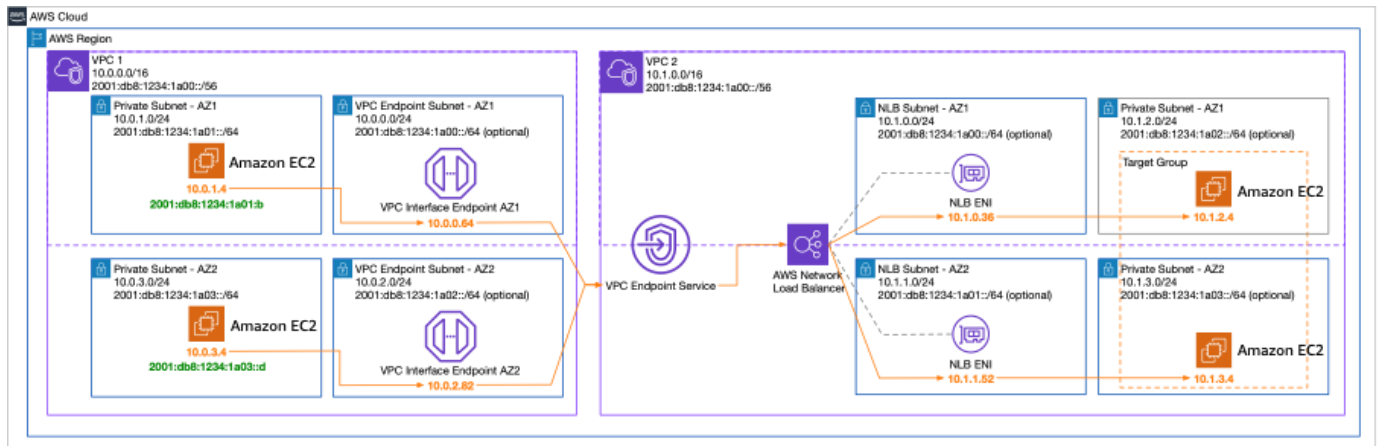 aws
AWS Cloud
AWS Region
VPC 1
10.0.0.0/16
2001:db8:1234:1a00::/56
Private Subnet - AZ1
10.0.1.0/24
2001:db8:1234:1a01::/64
Amazon EC2
10.0.1.4
2001:db8:1234:1a01:b
VPC Endpoint Subnet - AZ1
10.0.0.0/24
2001:db8:1234:1a00::/64 (optional)
VPC Interface Endpoint AZ1
10.0.0.64
Private Subnet - AZ2
10.0.3.0/24
2001:db8:1234:1a03::/64
Amazon EC2
10.0.3.4
2001:db8:1234:1a03::d
VPC Endpoint Subnet - AZ2
10.0.2.0/24
2001:db8:1234:1a02::/64 (optional)
VPC Interface Endpoint AZ2
10.0.2.82
VPC 2
10.1.0.0/16
2001:db8:1234:1a00::/56
VPC Endpoint Service
AWS Network
Load Balancer
NLB Subnet - AZ1
10.1.0.0/24
2001:db8:1234:1a00::/64 (optional)
NLB ENI
10.1.0.36
Private Subnet - AZ1
10.1.2.0/24
2001:db8:1234:1a02::/64 (optional)
Target Group
Amazon EC2
10.1.2.4
NLB Subnet - AZ2
10.1.1.0/24
2001:db8:1234:1a01::/64 (optional)
NLB ENI
10.1.1.52
Private Subnet - AZ2
10.1.3.0/24
2001:db8:1234:1a03::/64 (optional)
Amazon EC2
10.1.3.4